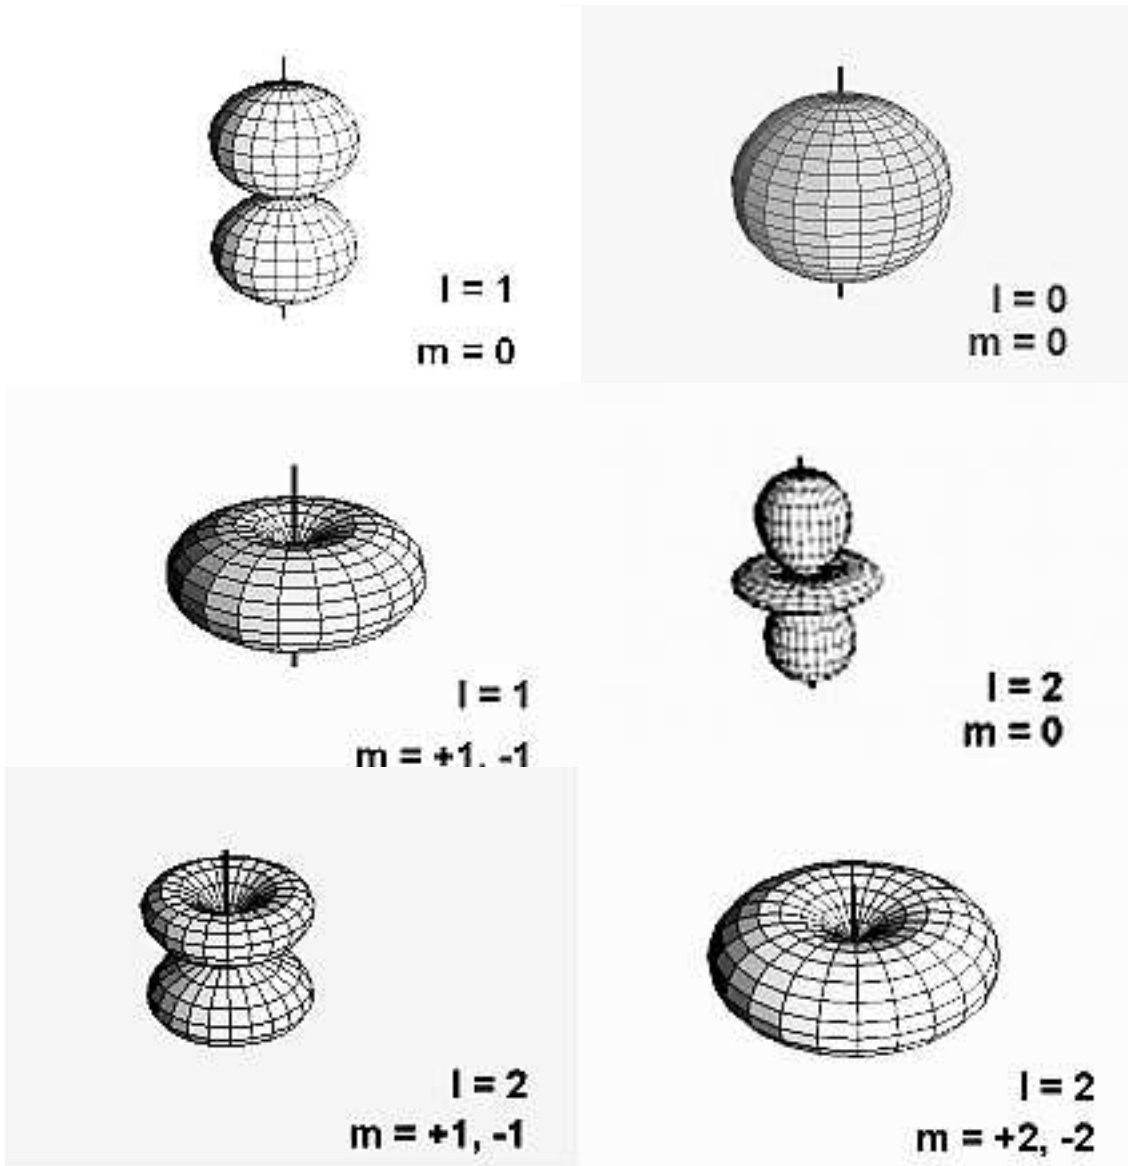 l = 1
m = 0
l = 0
m = 0
l = 1
m = +1, -1
l = 2
m = 0
l = 2
m = +1, -1
l = 2
m = +2, -2